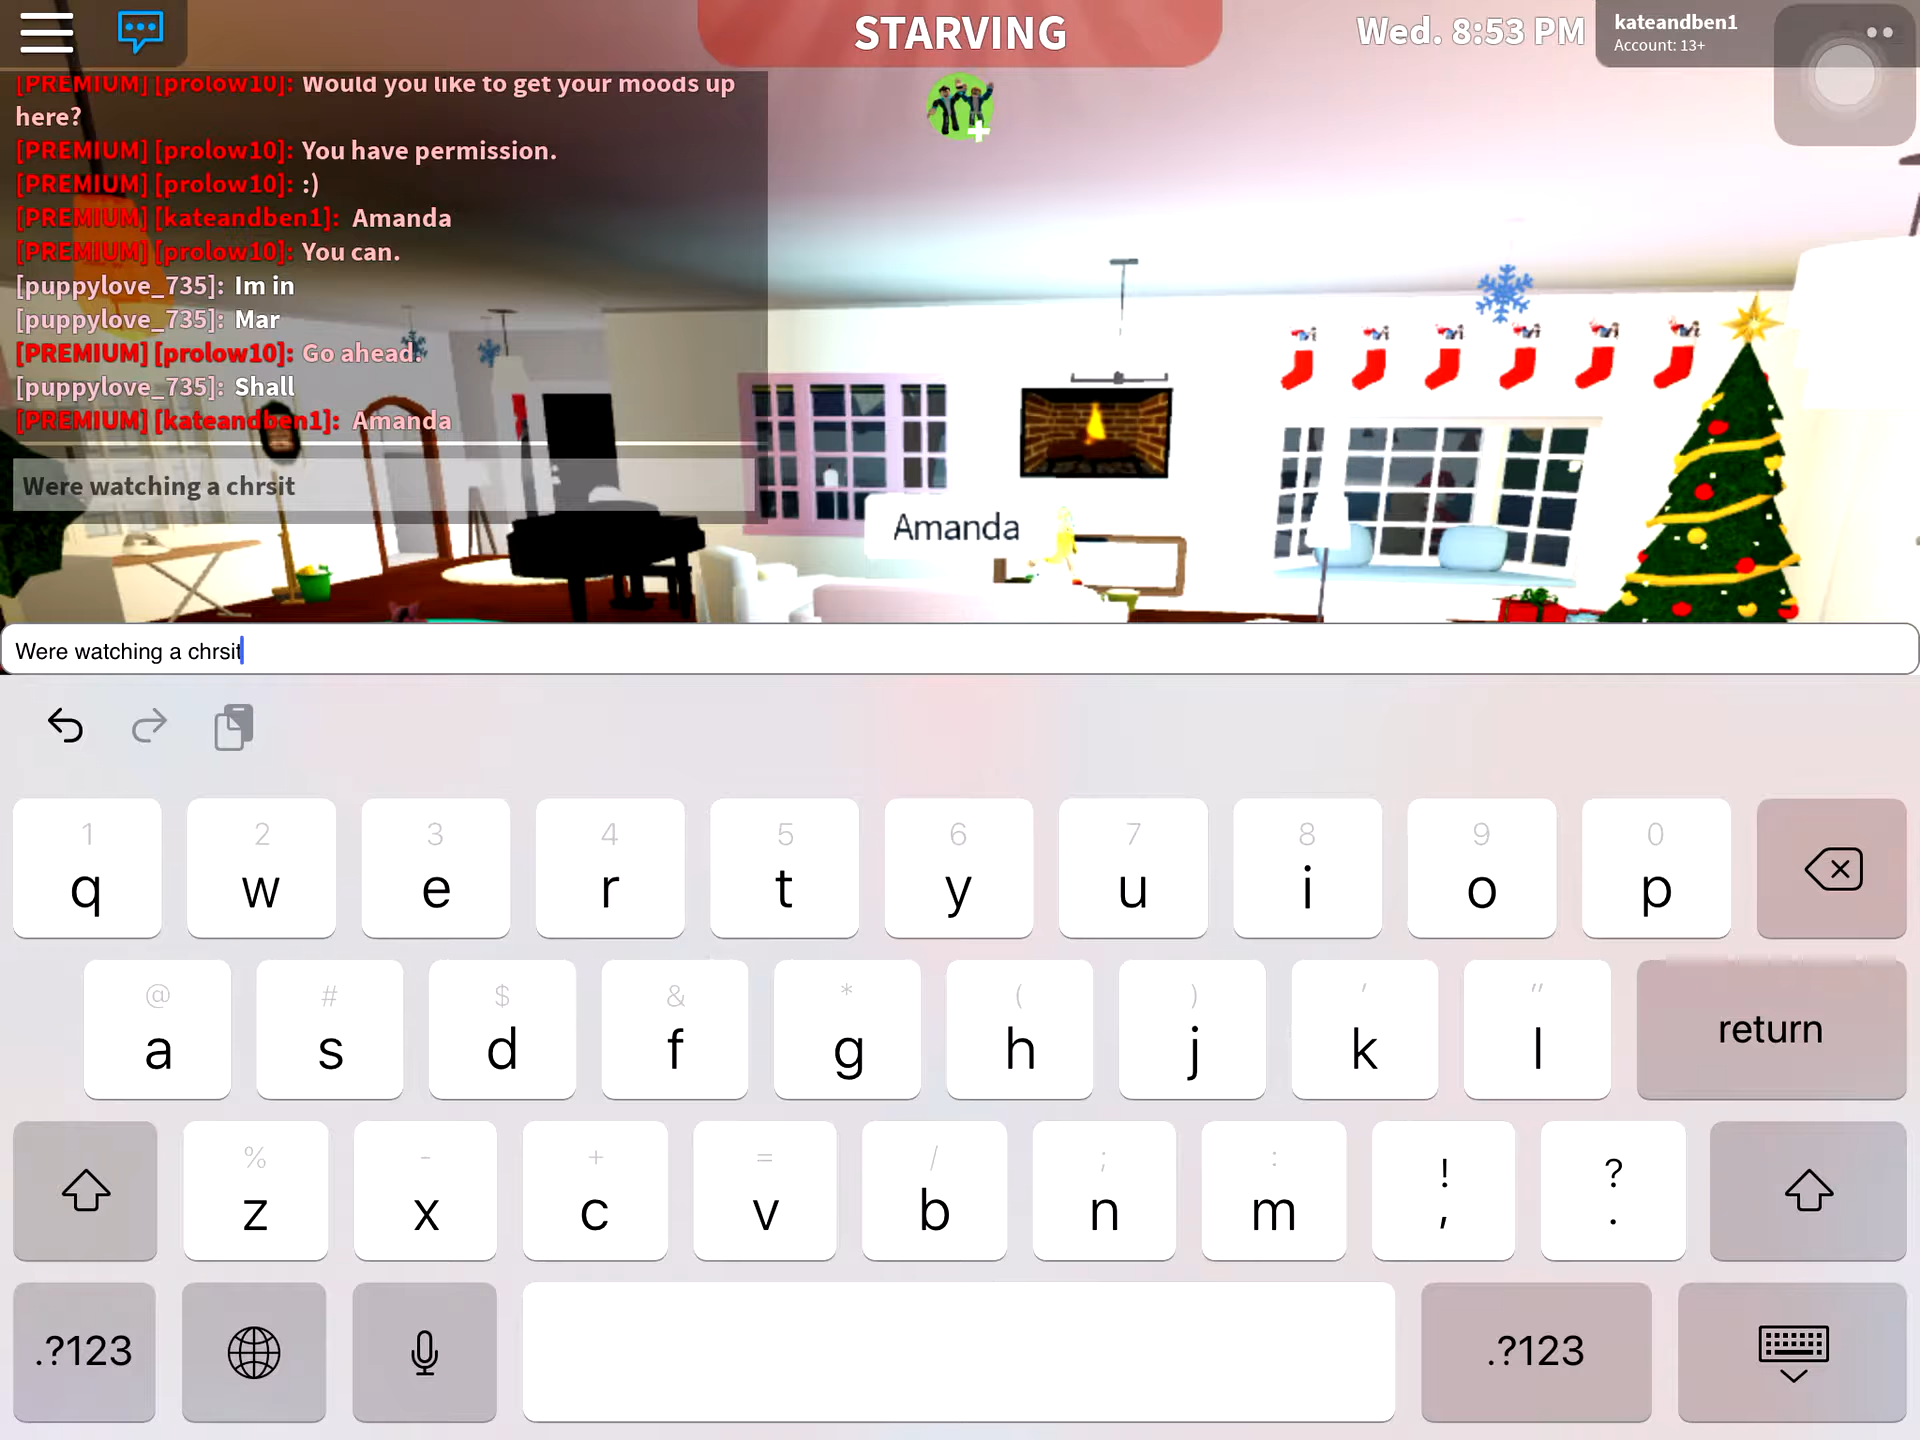 STARVING
Wed. 8:53 PM
kateandben1
Account: 13+
[PREMIUM] [prolow10]: Would you like to get your moods up
here?
[PREMIUM] [prolow10]: You have permission.
[PREMIUM] [prolow10]: :)
[PREMIUM] [kateandben1]: Amanda
[PREMIUM] [prolow10]: You can.
[puppylove_735]: Im in
[puppylove_735]: Mar
[PREMIUM] [prolow10]: Go ahead.
[puppylove_735]: Shall
[PREMIUM] [kateandben1]: Amanda
Were watching a chrsit
Amanda
Were watching a chrsit
1 2 3 4 5 6 7 8 9 0
q w e r t y u i o p
@ # $ & * ( ) ' "
a s d f g h j k l return
% - + = / ; : ! ?
z x c v b n m , .
.?123 .?123